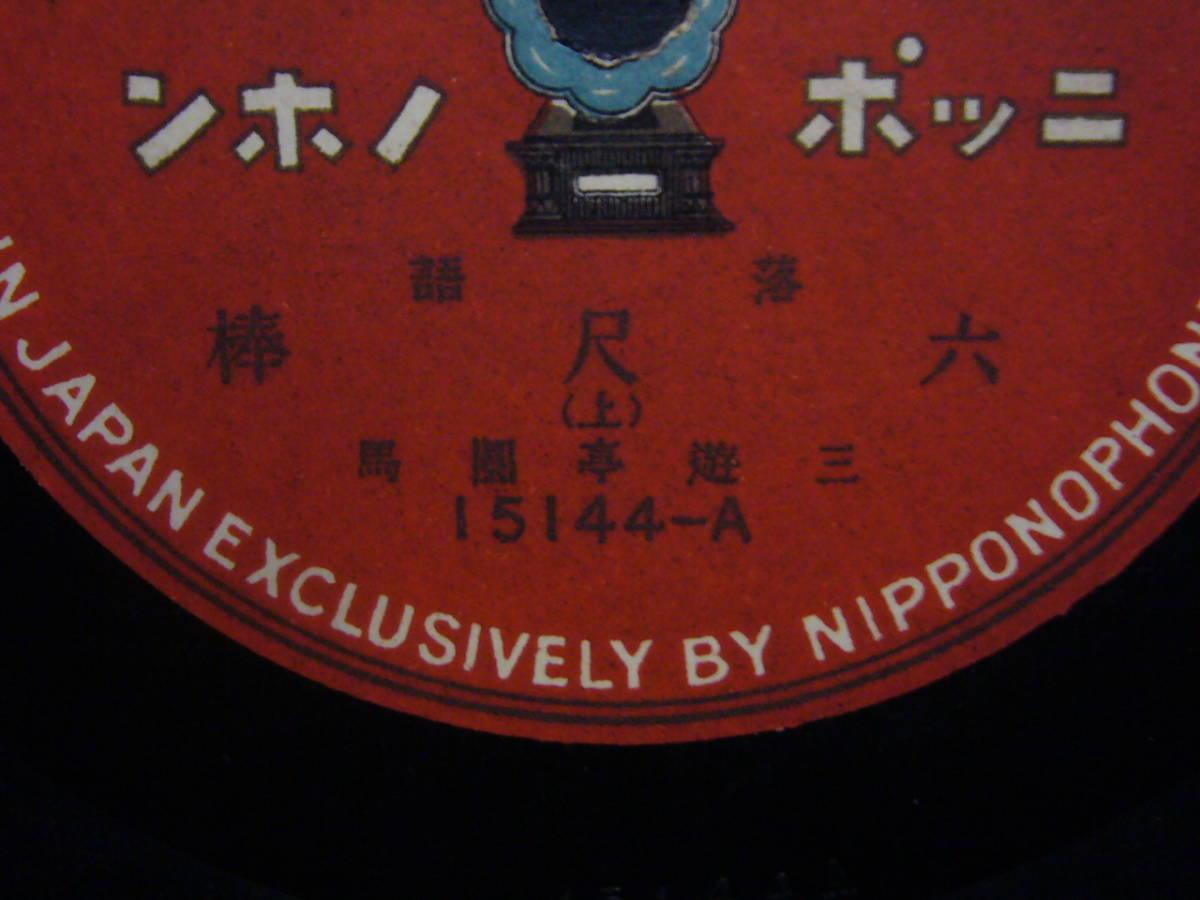 ニッポノホン
落語
六尺棒
(上)
三遊亭圓馬
15144-A
IN JAPAN EXCLUSIVELY BY NIPPONOPHON